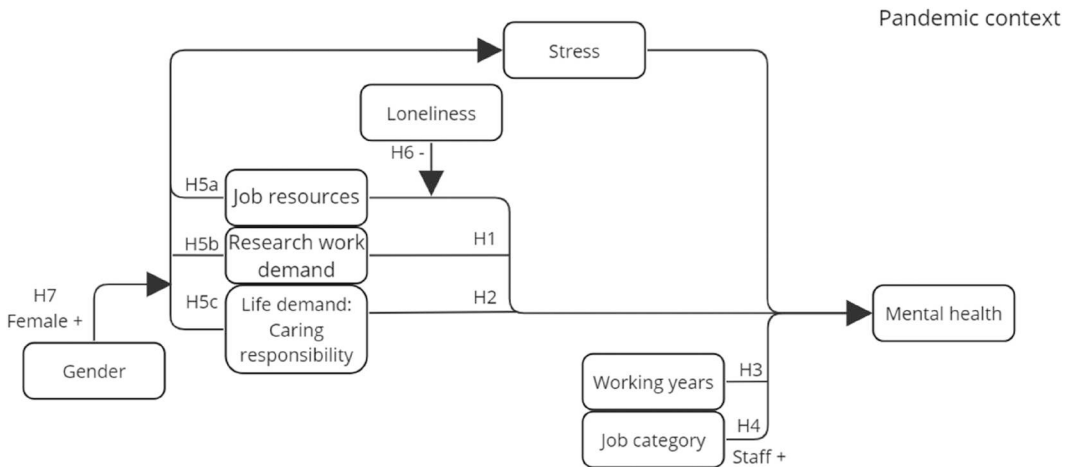 Pandemic context
Stress
Loneliness
H6 -
H5a
Job resources
H5b
Research work
demand
H1
H5c
Life demand:
Caring
responsibility
H2
H7
Female +
Gender
Mental health
Working years
H3
Job category
H4
Staff +